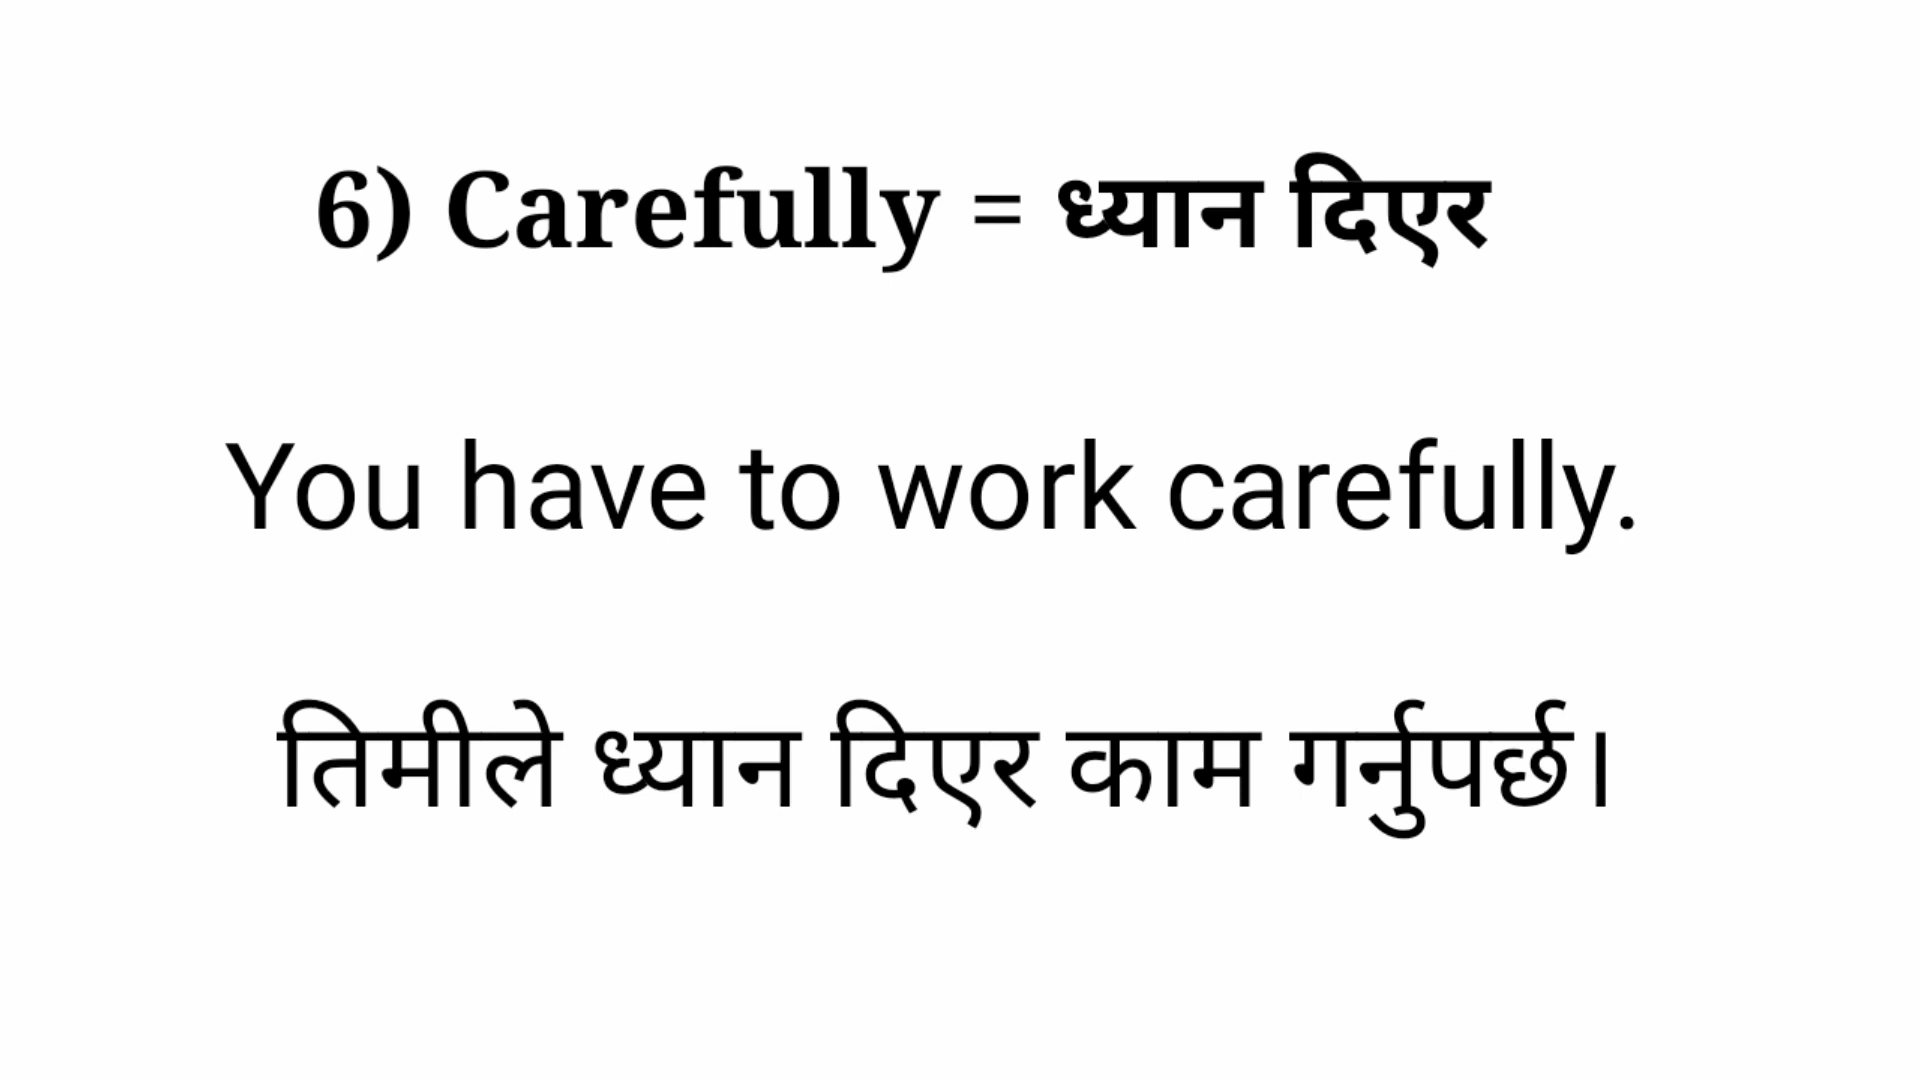 6) Carefully = ध्यान दिएर
You have to work carefully.
तिमीले ध्यान दिएर काम गर्नुपर्छ।